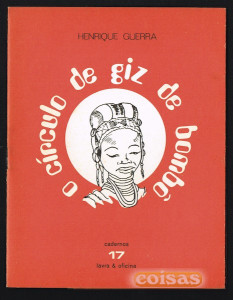 HENRIQUE GUERRA
o círculo de giz de bombó
cadernos
17
lavra & oficina
coisas